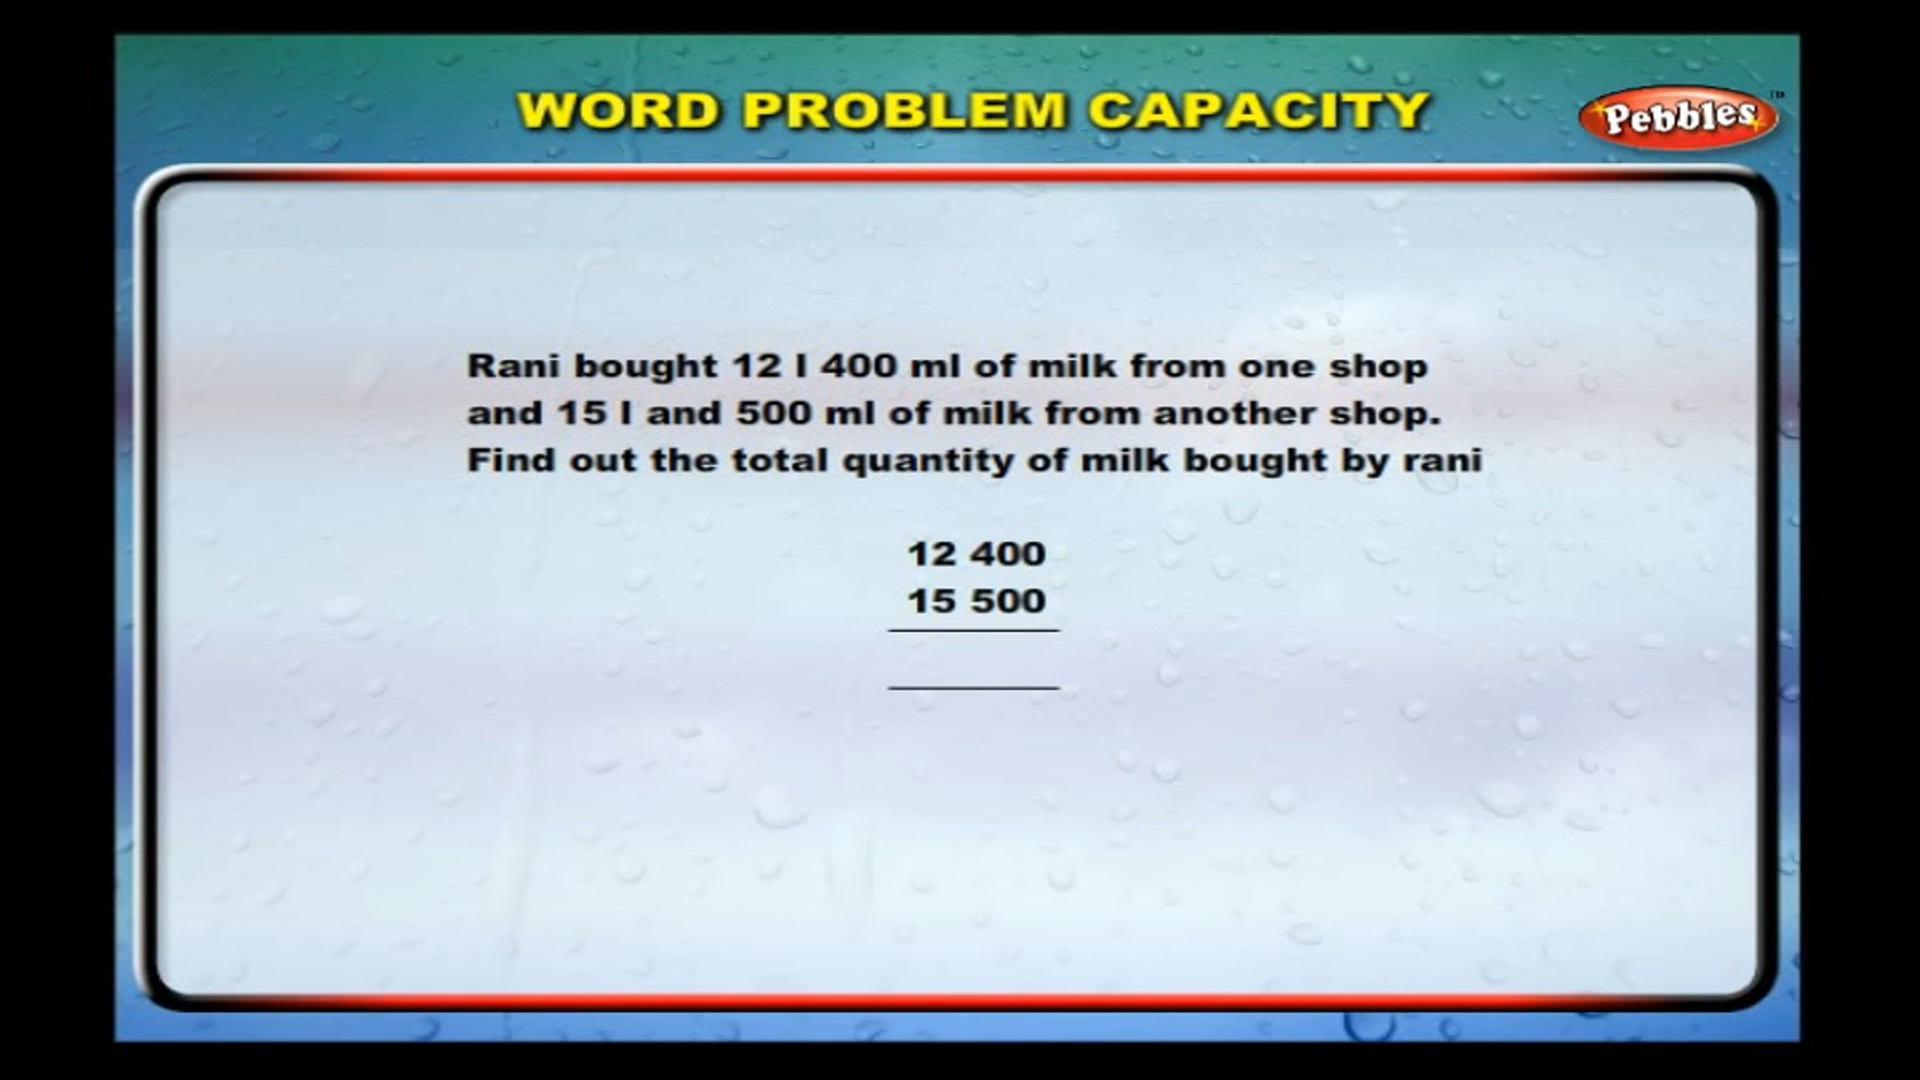 WORD PROBLEM CAPACITY
Pebbles™
Rani bought 12 l 400 ml of milk from one shop
and 15 l and 500 ml of milk from another shop.
Find out the total quantity of milk bought by rani
12 400
15 500